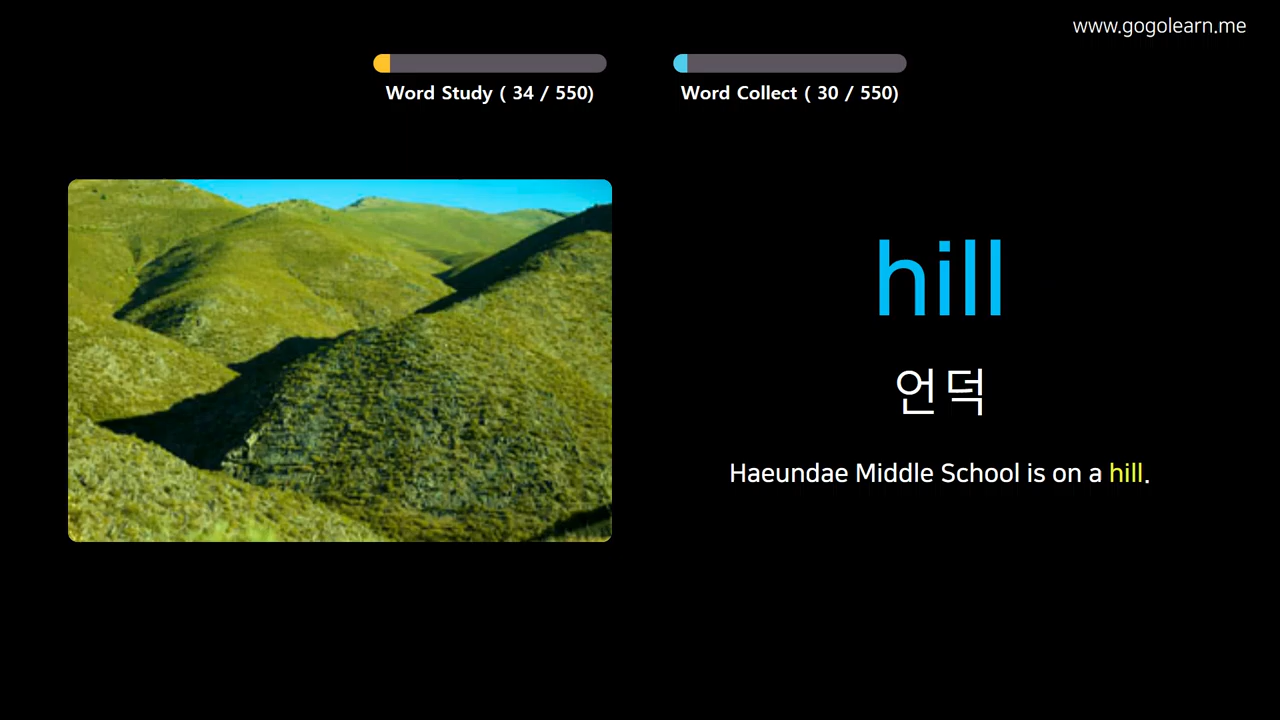 www.gogolearn.me
Word Study ( 34 / 550)
Word Collect ( 30 / 550)
hill
언덕
Haeundae Middle School is on a hill.